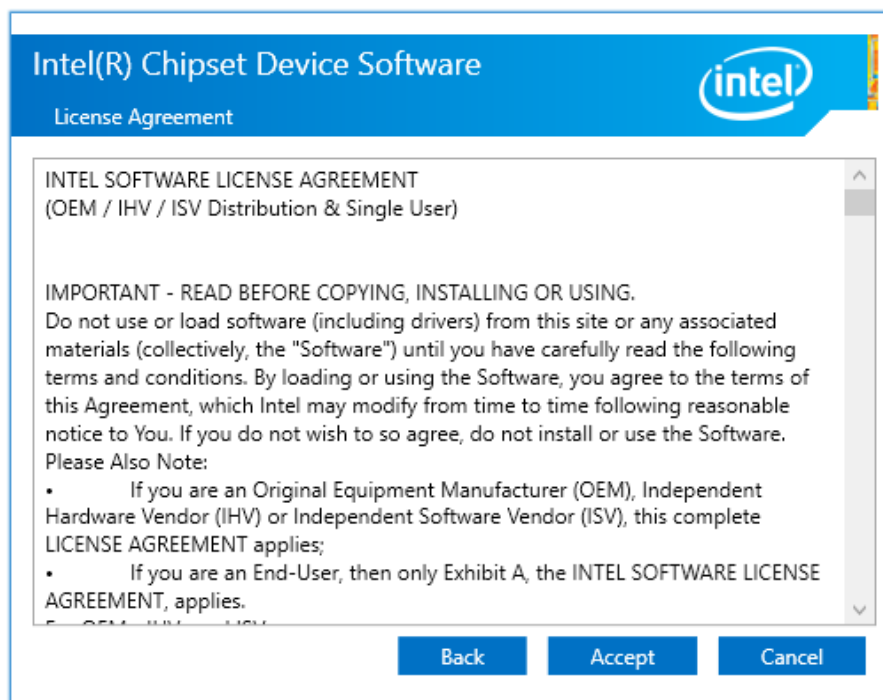 Intel(R) Chipset Device Software
intel
License Agreement
INTEL SOFTWARE LICENSE AGREEMENT
(OEM / IHV / ISV Distribution & Single User)
IMPORTANT - READ BEFORE COPYING, INSTALLING OR USING.
Do not use or load software (including drivers) from this site or any associated
materials (collectively, the "Software") until you have carefully read the following
terms and conditions. By loading or using the Software, you agree to the terms of
this Agreement, which Intel may modify from time to time following reasonable
notice to You. If you do not wish to so agree, do not install or use the Software.
Please Also Note:
• If you are an Original Equipment Manufacturer (OEM), Independent
Hardware Vendor (IHV) or Independent Software Vendor (ISV), this complete
LICENSE AGREEMENT applies;
• If you are an End-User, then only Exhibit A, the INTEL SOFTWARE LICENSE
AGREEMENT, applies.
Back Accept Cancel